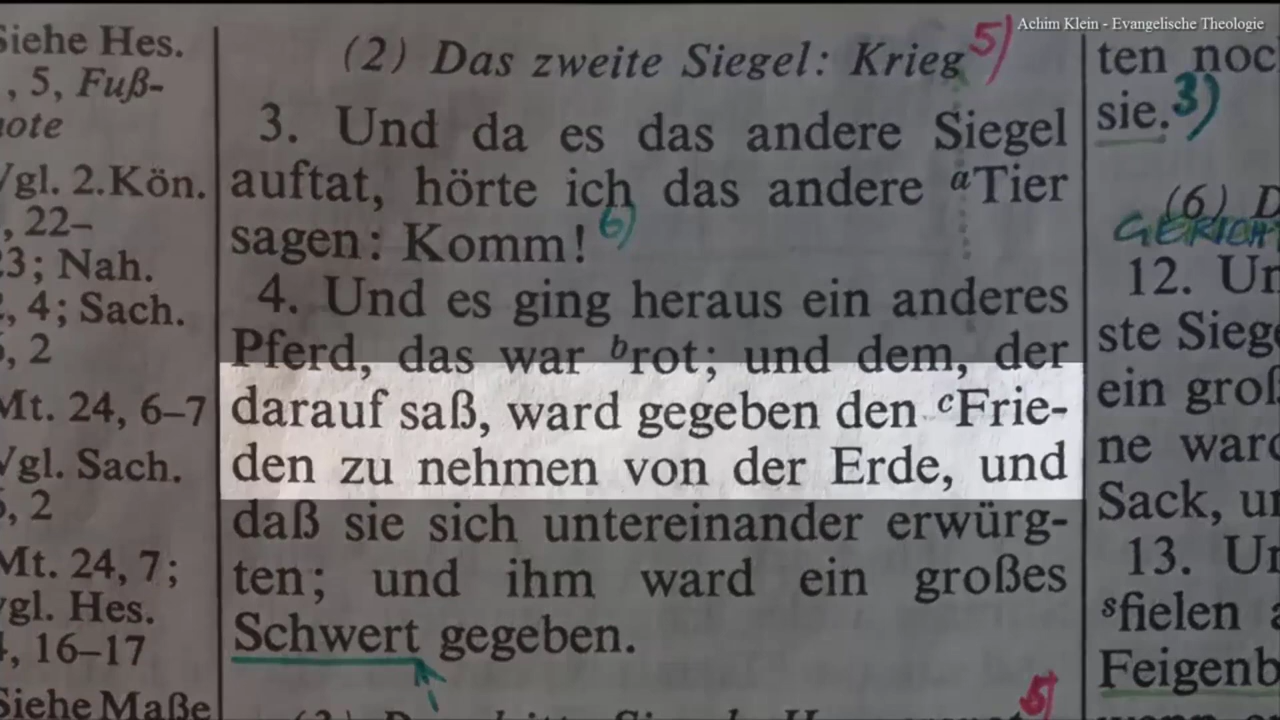 Achim Klein - Evangelische Theologie
Siehe Hes.
, 5, Fuß-
note
Vgl. 2.Kön.
, 22–
23; Nah.
, 4; Sach.
, 2
Mt. 24, 6–7
Vgl. Sach.
6, 2
Mt. 24, 7;
vgl. Hes.
, 16–17
Siehe Maße
(2) Das zweite Siegel: Krieg 5)
3. Und da es das andere Siegel
auftat, hörte ich das andere aTier
sagen: Komm! 6)
4. Und es ging heraus ein anderes
Pferd, das war brot; und dem, der
darauf saß, ward gegeben den cFrie-
den zu nehmen von der Erde, und
daß sie sich untereinander erwürg-
ten; und ihm ward ein großes
Schwert gegeben.
5)
ten noc
sie. 3)
(6) D
GERICH
12. Un
ste Sieg
ein groß
ne ward
Sack, u
13. Un
sfielen a
Feigenb